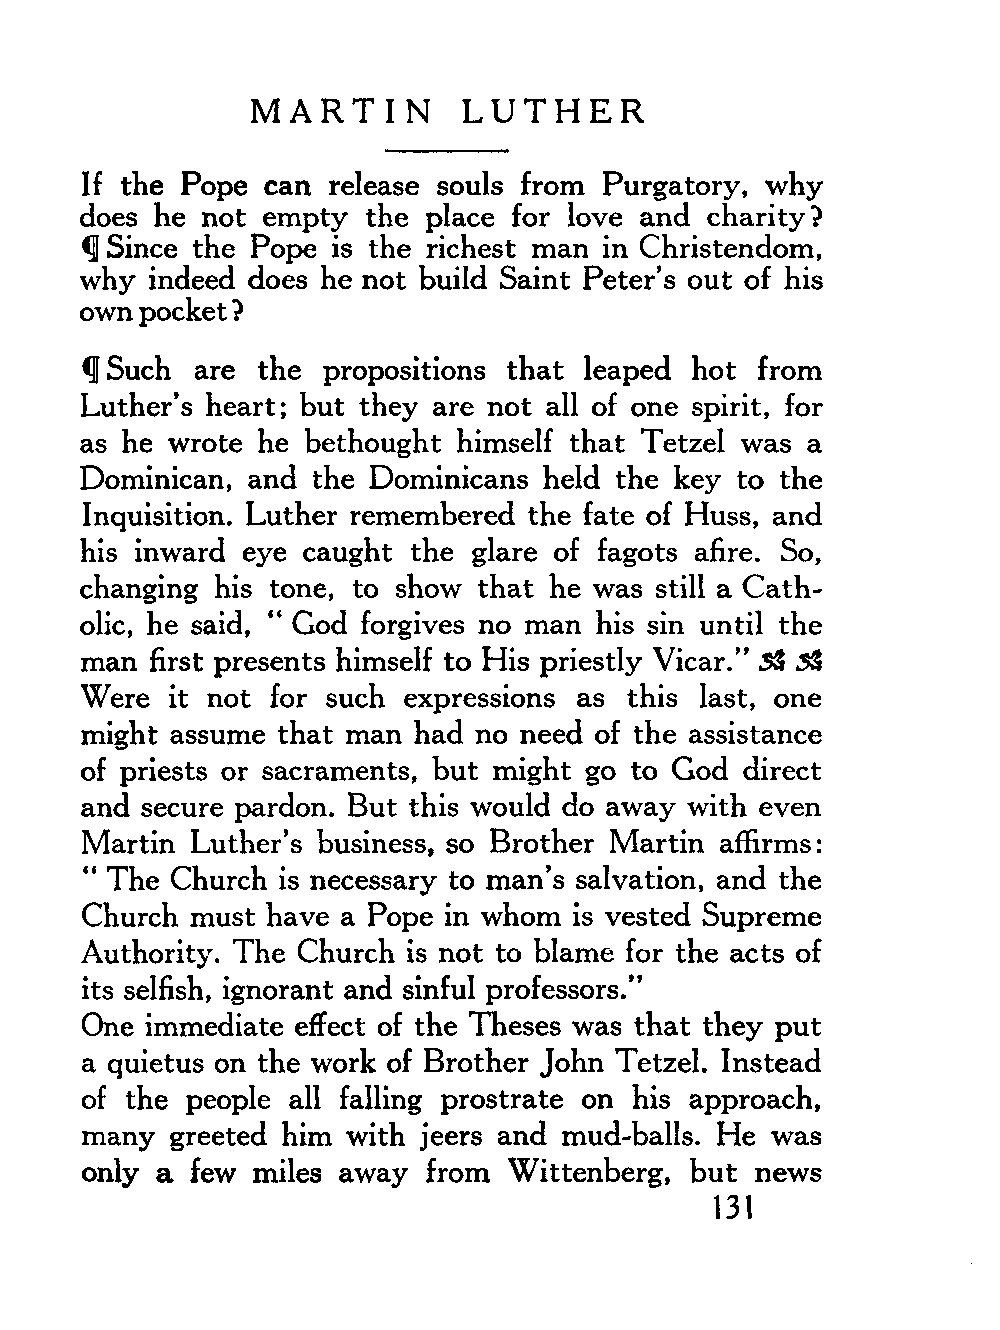 MARTIN LUTHER
If the Pope can release souls from Purgatory, why
does he not empty the place for love and charity?
¶ Since the Pope is the richest man in Christendom,
why indeed does he not build Saint Peter's out of his
own pocket?
¶ Such are the propositions that leaped hot from
Luther's heart; but they are not all of one spirit, for
as he wrote he bethought himself that Tetzel was a
Dominican, and the Dominicans held the key to the
Inquisition. Luther remembered the fate of Huss, and
his inward eye caught the glare of fagots afire. So,
changing his tone, to show that he was still a Cath-
olic, he said, " God forgives no man his sin until the
man first presents himself to His priestly Vicar."
Were it not for such expressions as this last, one
might assume that man had no need of the assistance
of priests or sacraments, but might go to God direct
and secure pardon. But this would do away with even
Martin Luther's business, so Brother Martin affirms:
" The Church is necessary to man's salvation, and the
Church must have a Pope in whom is vested Supreme
Authority. The Church is not to blame for the acts of
its selfish, ignorant and sinful professors."
One immediate effect of the Theses was that they put
a quietus on the work of Brother John Tetzel. Instead
of the people all falling prostrate on his approach,
many greeted him with jeers and mud-balls. He was
only a few miles away from Wittenberg, but news
131